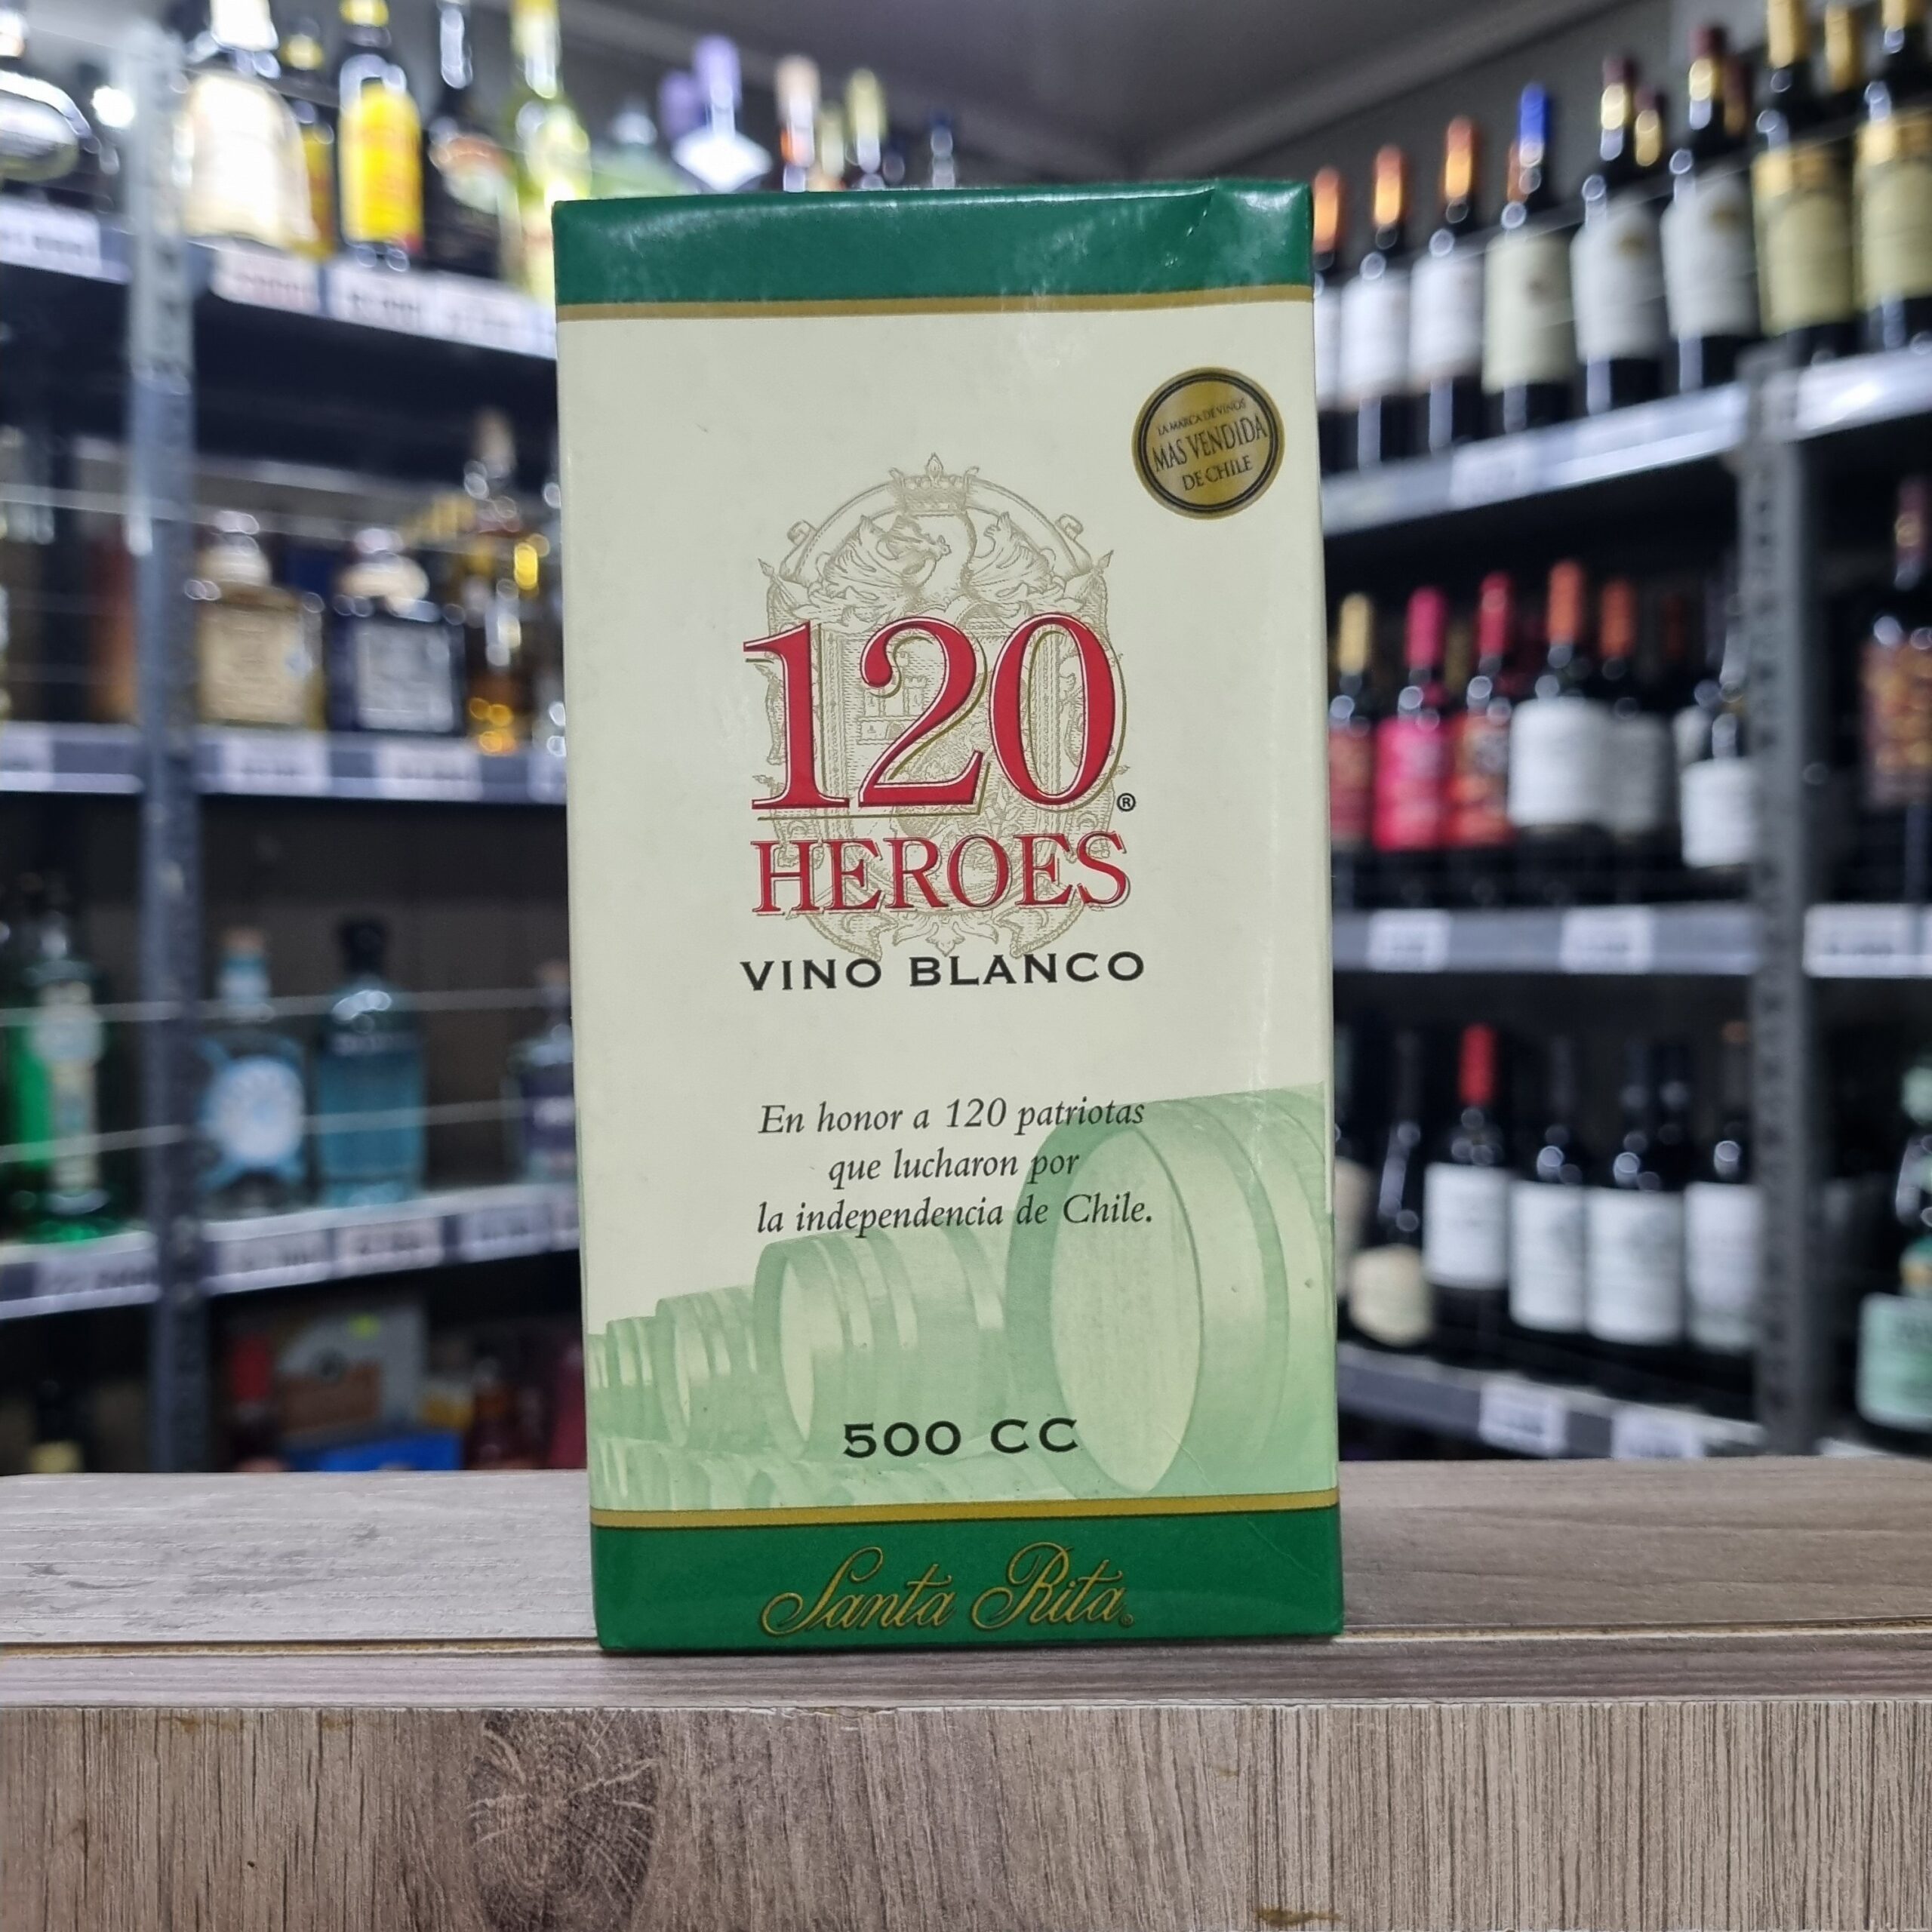 LA MARCA DE VINOS
MAS VENDIDA
DE CHILE
120®
HEROES
VINO BLANCO
En honor a 120 patriotas
que lucharon por
la independencia de Chile.
500 CC
Santa Rita®